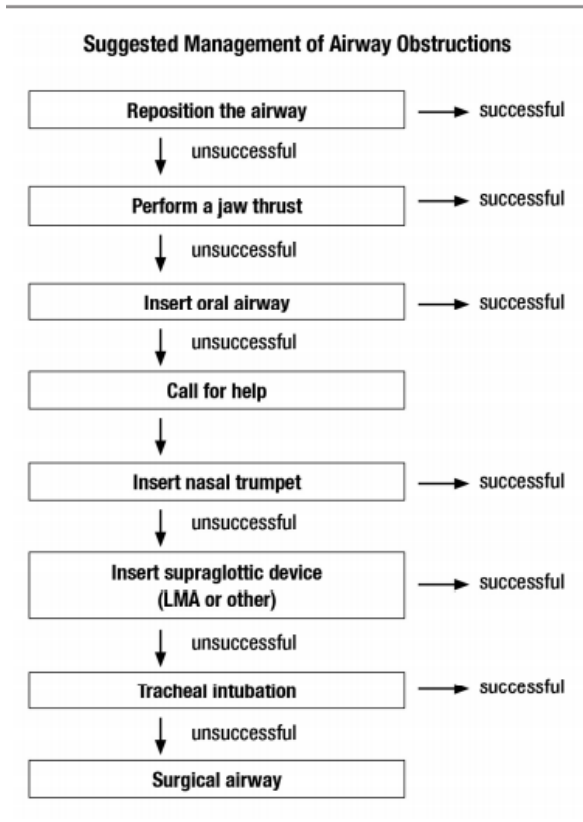 Suggested Management of Airway Obstructions
Reposition the airway
successful
unsuccessful
Perform a jaw thrust
successful
unsuccessful
Insert oral airway
successful
unsuccessful
Call for help
Insert nasal trumpet
successful
unsuccessful
Insert supraglottic device
(LMA or other)
successful
unsuccessful
Tracheal intubation
successful
unsuccessful
Surgical airway